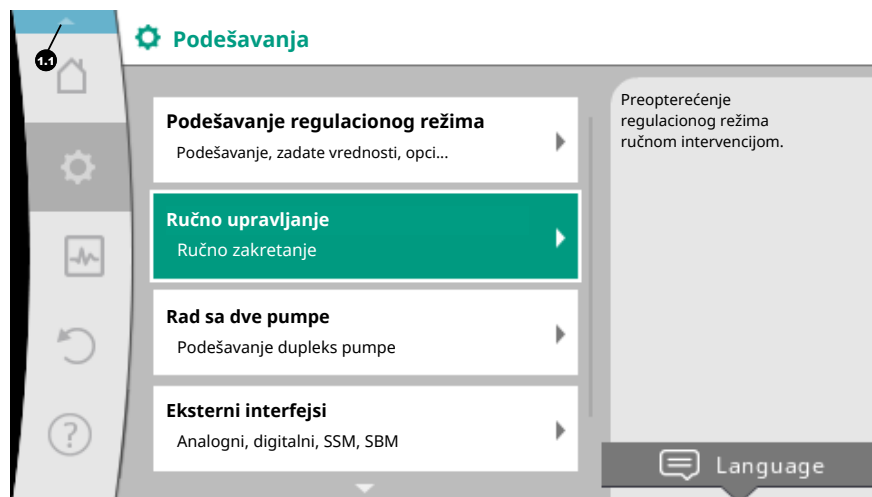 1.1
Podešavanja
Podešavanje regulacionog režima
Podešavanje, zadate vrednosti, opci...
Ručno upravljanje
Ručno zakretanje
Rad sa dve pumpe
Podešavanje dupleks pumpe
Eksterni interfejsi
Analogni, digitalni, SSM, SBM
Preopterećenje
regulacionog režima
ručnom intervencijom.
?
Language